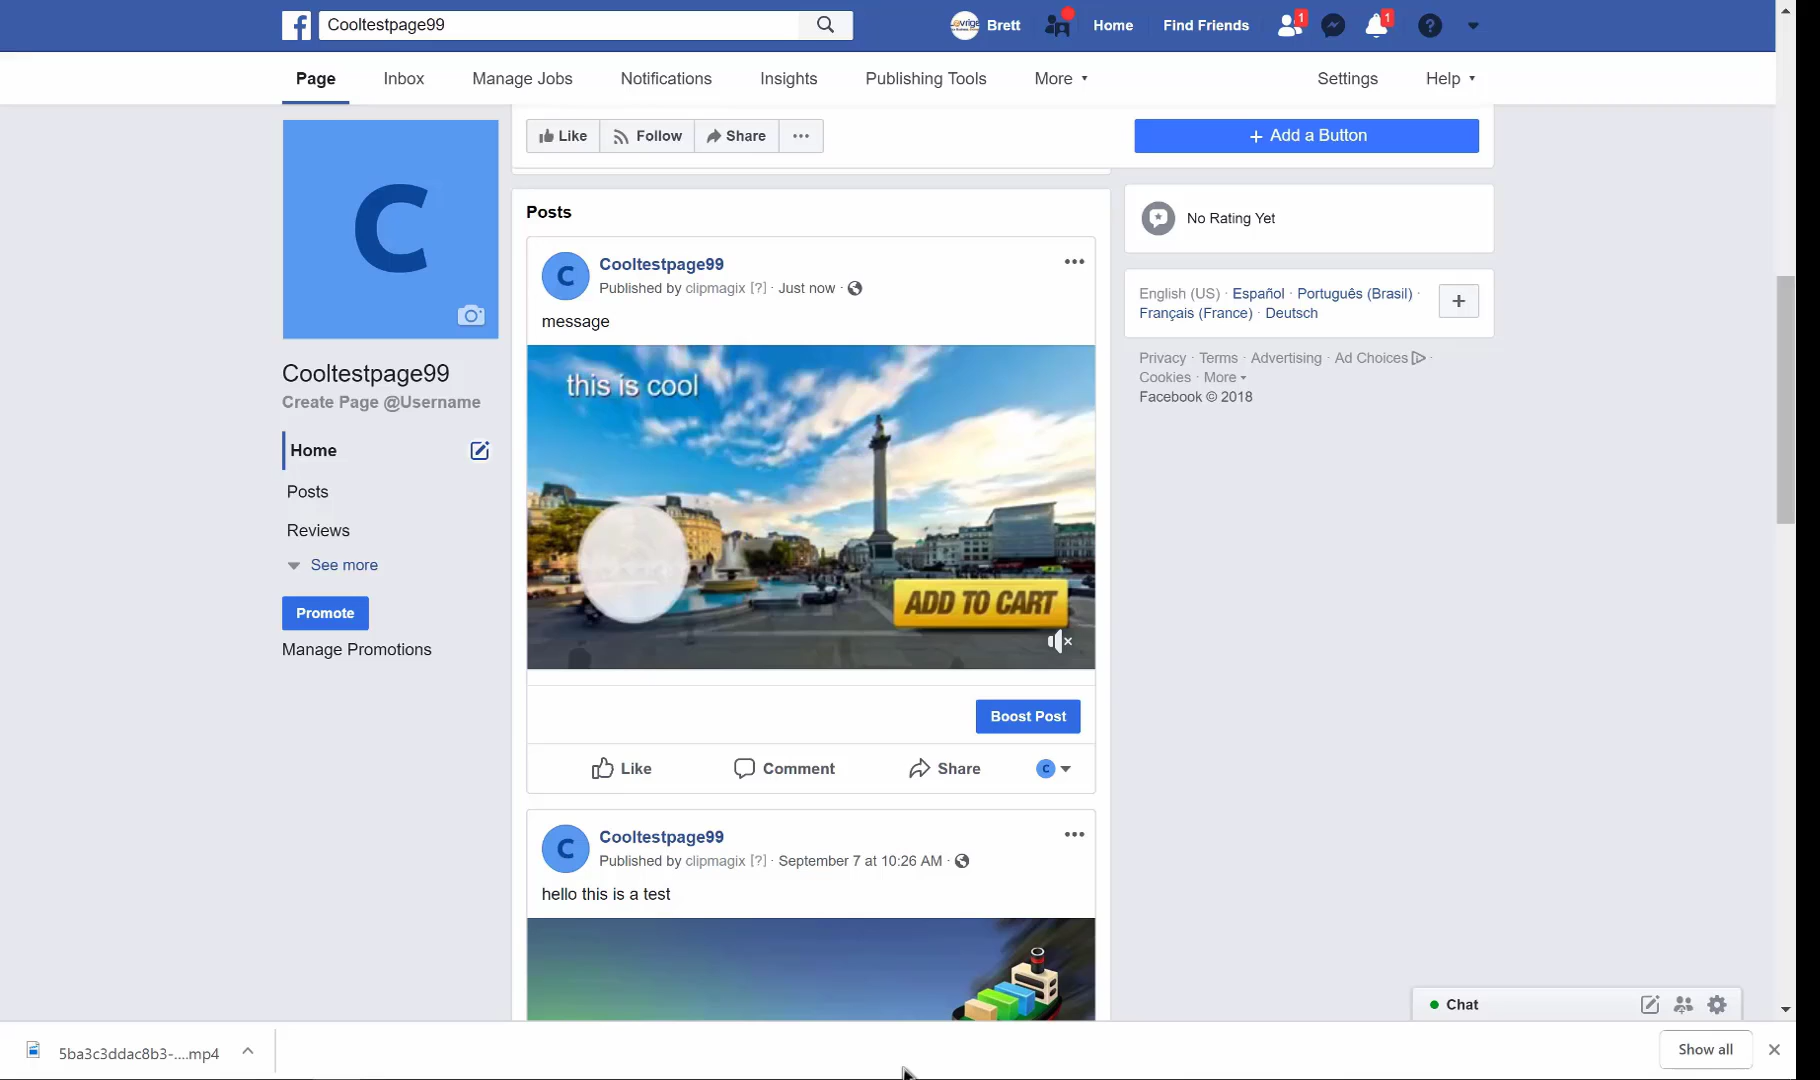 Cooltestpage99
Brett
Home
Find Friends
1
1
Page
Inbox
Manage Jobs
Notifications
Insights
Publishing Tools
More
Settings
Help
Like
Follow
Share
+ Add a Button
C
Cooltestpage99
Create Page @Username
Home
Posts
Reviews
See more
Promote
Manage Promotions
Posts
C
Cooltestpage99
Published by clipmagix [?] · Just now ·
message
this is cool
ADD TO CART
Boost Post
Like
Comment
Share
C
C
Cooltestpage99
Published by clipmagix [?] · September 7 at 10:26 AM ·
hello this is a test
No Rating Yet
English (US) · Español · Português (Brasil) ·
Français (France) · Deutsch
+
Privacy · Terms · Advertising · Ad Choices ·
Cookies · More
Facebook © 2018
Chat
5ba3c3ddac8b3-....mp4
Show all